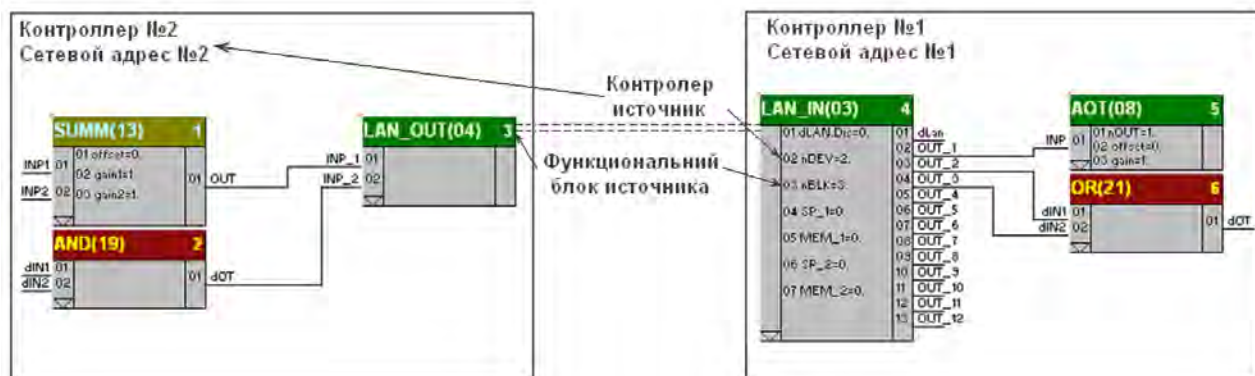 Контроллер №2
Сетевой адрес №2
SUMM(13) 1
INP1 01
INP2 02
01 offset=0.
02 gain1=1
03 gain2=1.
01 OUT
AND(19) 2
dIN1 01
dIN2 02
01 dOT
LAN_OUT(04) 3
INP_1 01
INP_2 02
Контролер
источник
Функциональний
блок источника
Контроллер №1
Сетевой адрес №1
LAN_IN(03) 4
01 dLAN.Dis=0.
02 nDEV=2.
03 nBLK=3.
04 SP_1=0
05 MEM_1=0.
06 SP_2=0.
07 MEM_2=0.
01 dLan
02 OUT_1
03 OUT_2
04 OUT_3
05 OUT_4
06 OUT_5
07 OUT_6
08 OUT_7
09 OUT_8
10 OUT_9
11 OUT_10
12 OUT_11
13 OUT_12
AOT(08) 5
INP 01
01 nOUT=1.
02 offset=0.
03 gain=1.
OR(21) 6
dIN1 01
dIN2 02
01 dOT